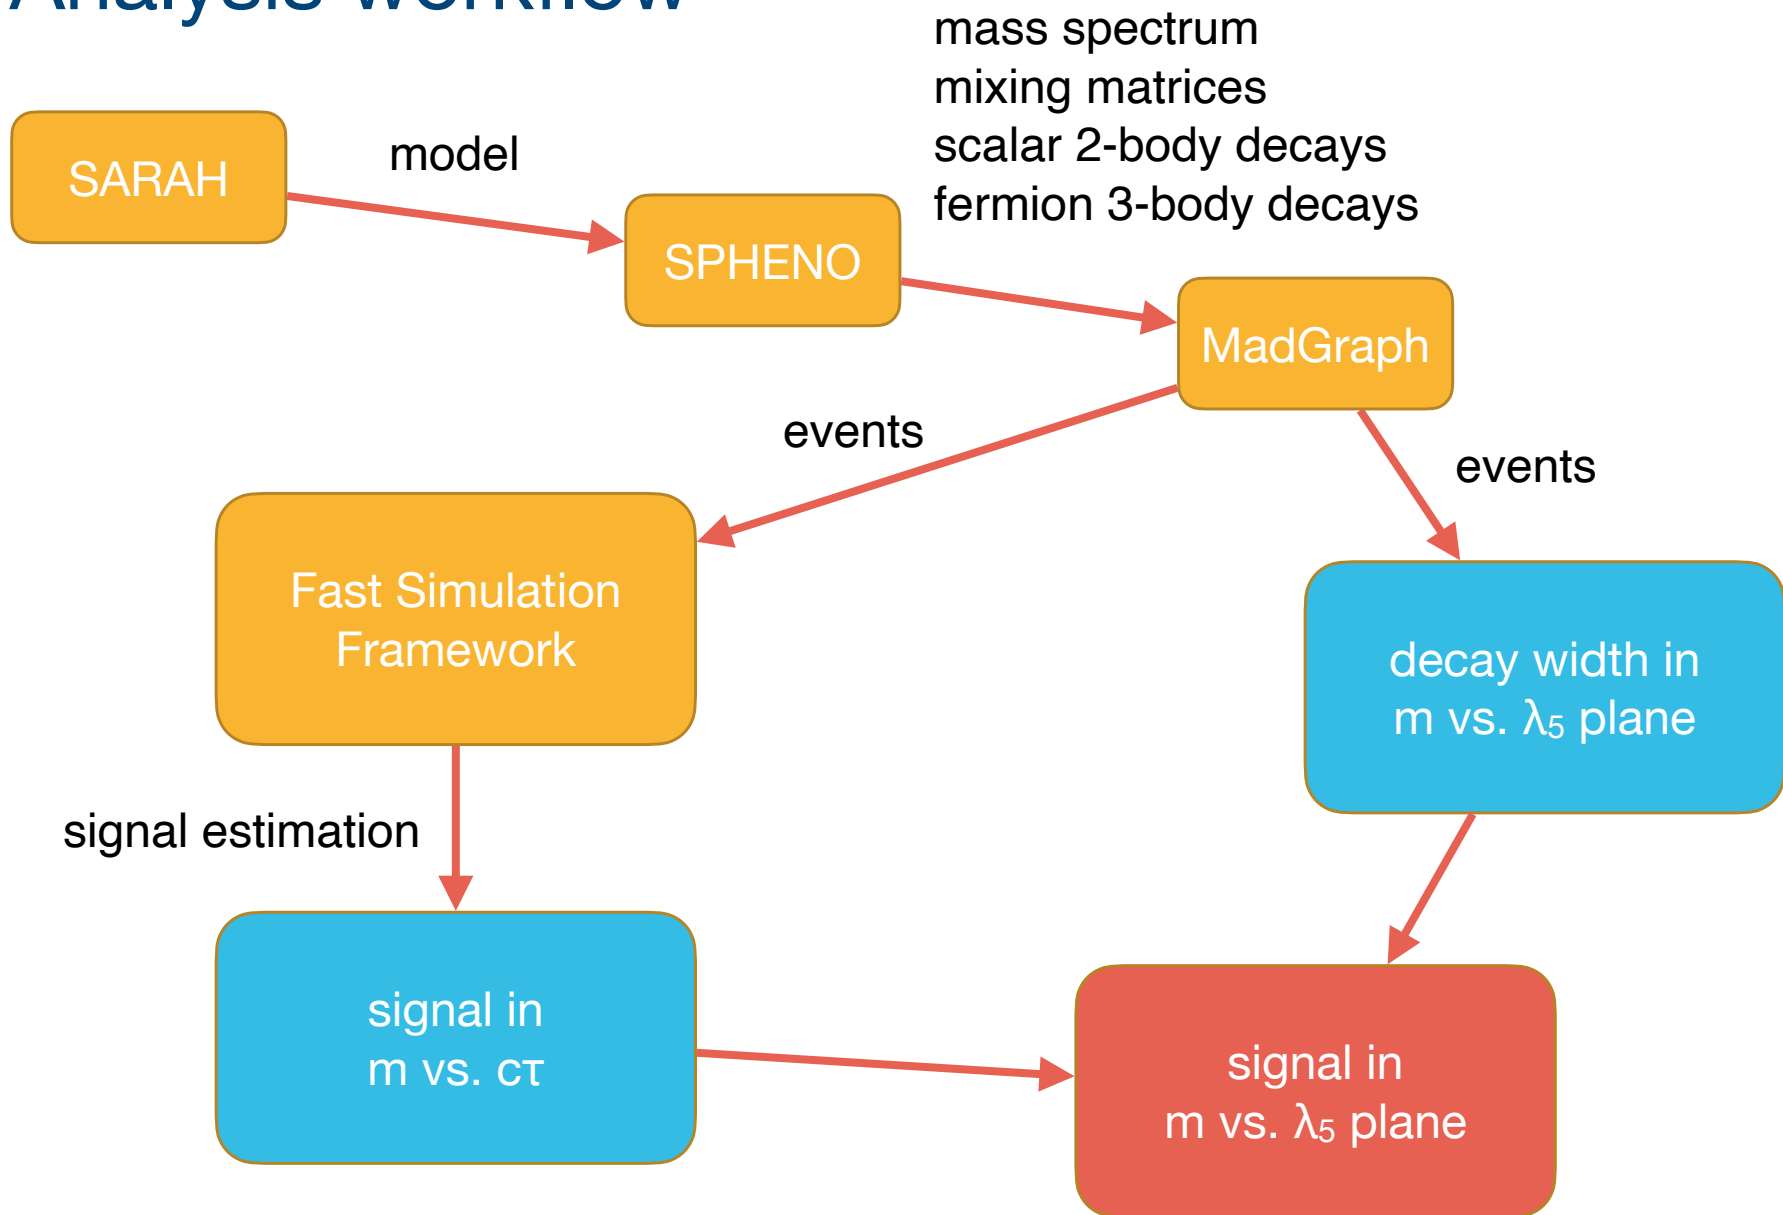 Analysis workflow
mass spectrum
mixing matrices
scalar 2-body decays
fermion 3-body decays
SARAH
model
SPHENO
MadGraph
events
events
Fast Simulation
Framework
decay width in
m vs. λ₅ plane
signal estimation
signal in
m vs. cτ
signal in
m vs. λ₅ plane